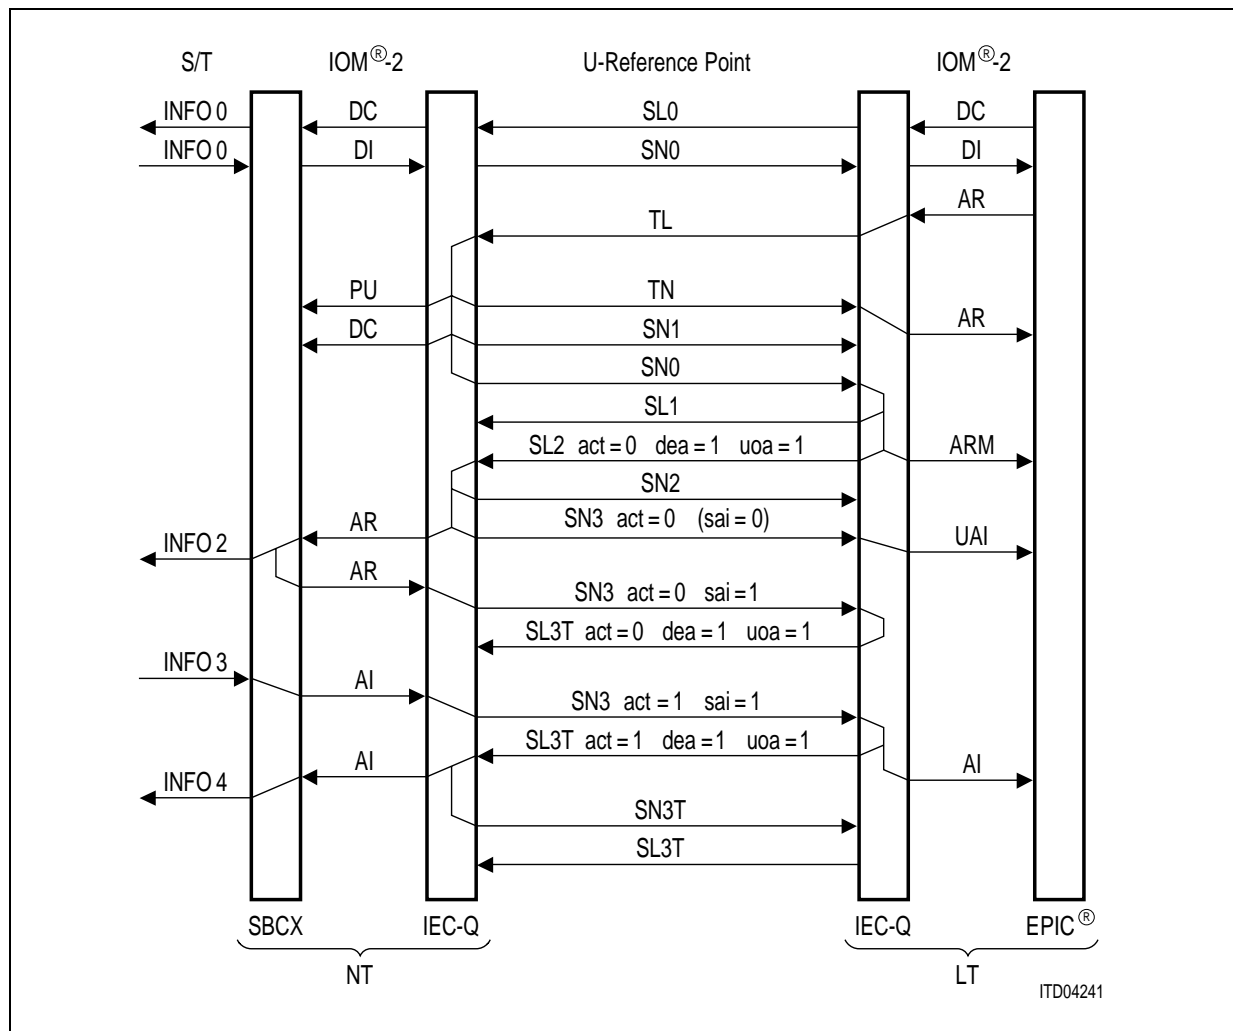 S/T IOM®-2 U-Reference Point IOM®-2
INFO 0 DC SL0 DC
INFO 0 DI SN0 DI
AR
TL
PU TN
AR
DC SN1
SN0
SL1
SL2 act = 0 dea = 1 uoa = 1 ARM
SN2
AR SN3 act = 0 (sai = 0)
INFO 2 UAI
AR
SN3 act = 0 sai = 1
SL3T act = 0 dea = 1 uoa = 1
INFO 3
AI
SN3 act = 1 sai = 1
SL3T act = 1 dea = 1 uoa = 1
AI AI
INFO 4
SN3T
SL3T
SBCX IEC-Q IEC-Q EPIC®
NT LT
ITD04241